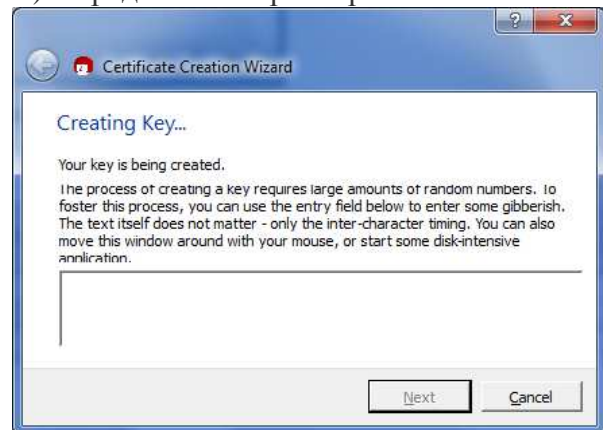 Certificate Creation Wizard
Creating Key...
Your key is being created.
The process of creating a key requires large amounts of random numbers. To
foster this process, you can use the entry field below to enter some gibberish.
The text itself does not matter - only the inter-character timing. You can also
move this window around with your mouse, or start some disk-intensive
application.
Next
Cancel